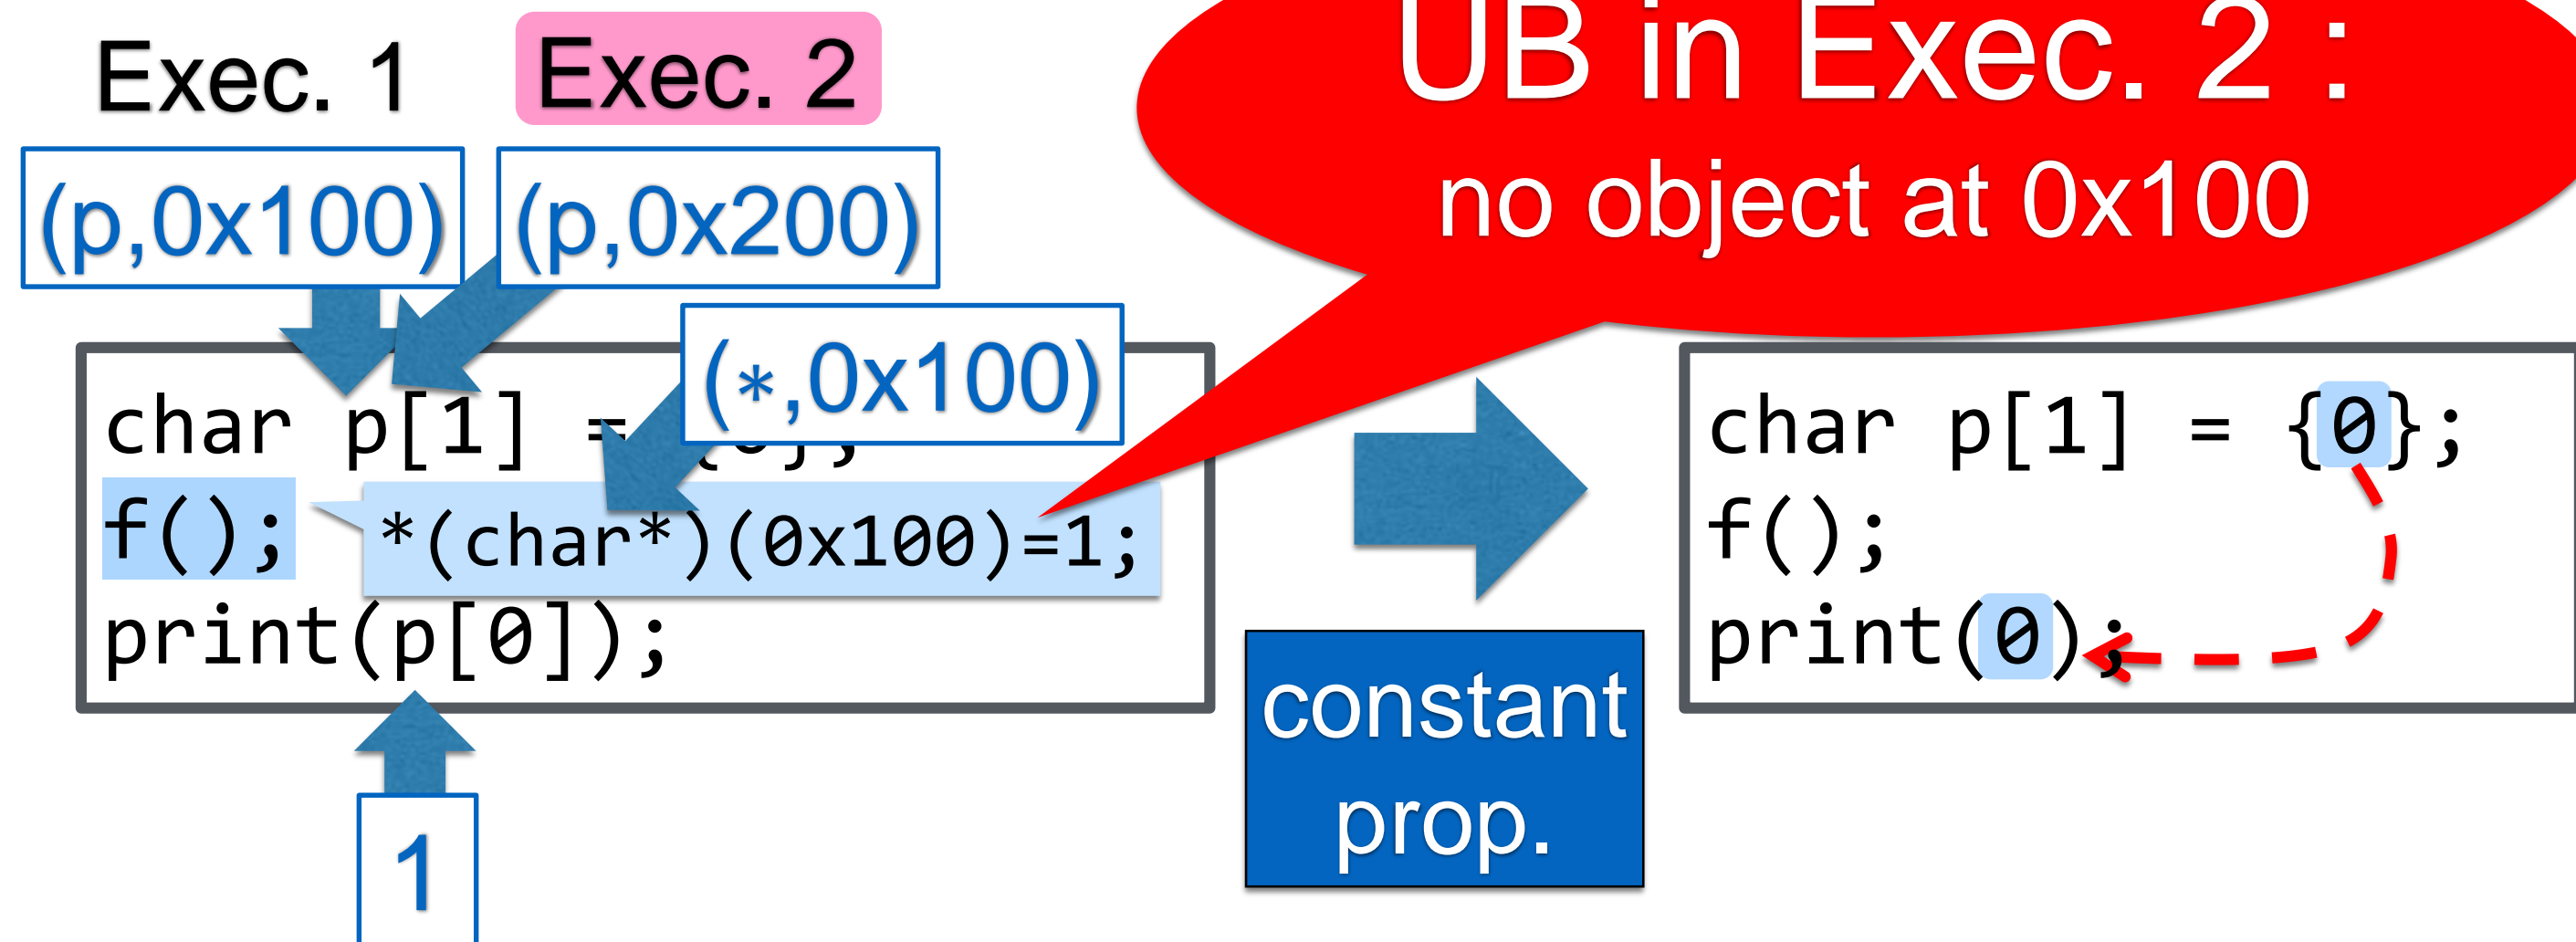 UB in Exec. 2 :
no object at 0x100
Exec. 1
Exec. 2
(p,0x100)
(p,0x200)
(*,0x100)
char p[1] = {0};
f();
*(char*)(0x100)=1;
print(p[0]);
1
constant
prop.
char p[1] = {0};
f();
print(0);